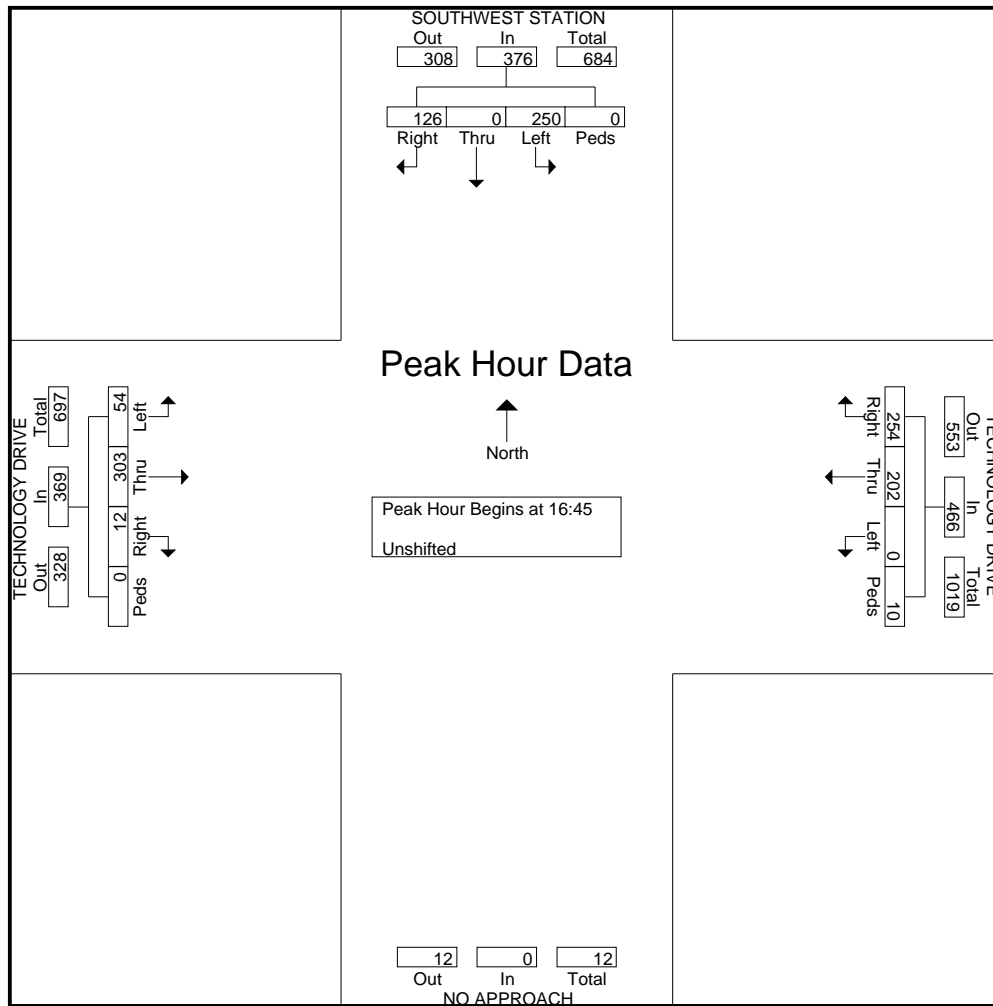 SOUTHWEST STATION
Out In Total
308 376 684
126 0 250 0
Right Thru Left Peds
Peak Hour Data
North
Peak Hour Begins at 16:45
Unshifted
TECHNOLOGY DRIVE
Out In Total
328 369 697
54 303 12 0
Left Thru Right Peds
TECHNOLOGY DRIVE
Out In Total
553 466 1019
254 202 0 10
Right Thru Left Peds
12 0 12
Out In Total
NO APPROACH